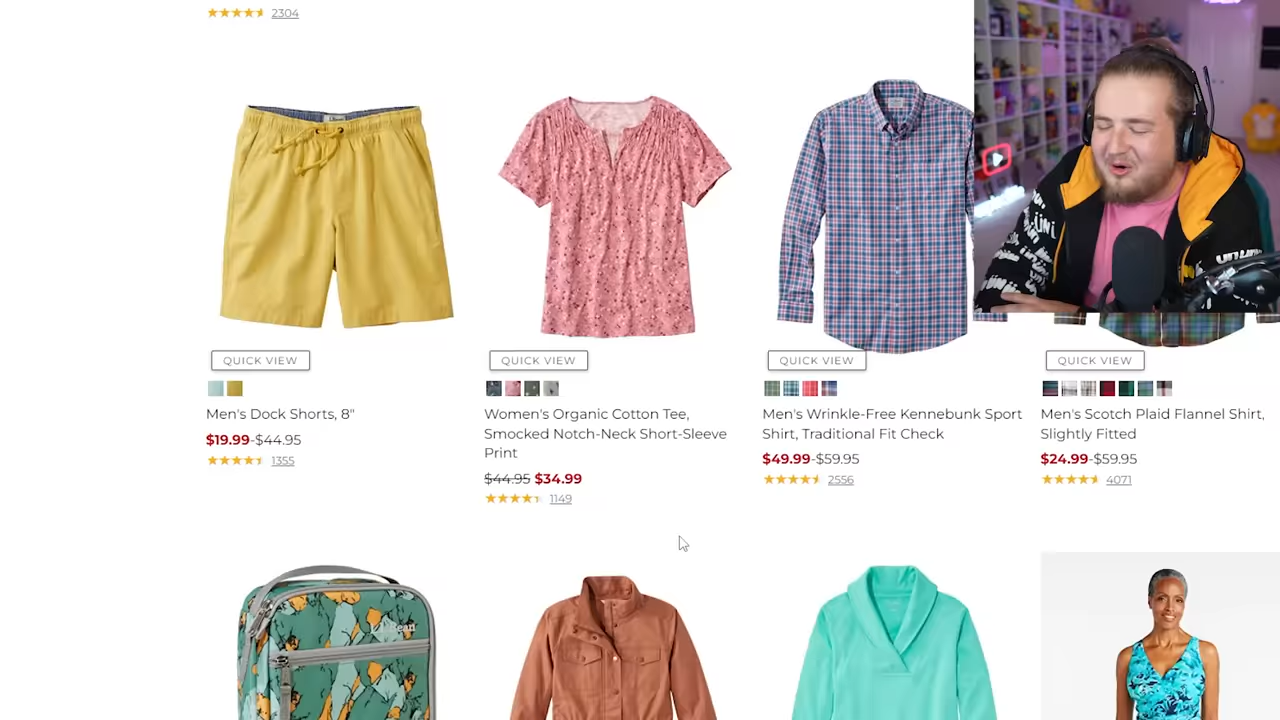 2304
QUICK VIEW
QUICK VIEW
QUICK VIEW
QUICK VIEW
Men's Dock Shorts, 8"
$19.99-$44.95
1355
Women's Organic Cotton Tee,
Smocked Notch-Neck Short-Sleeve
Print
$44.95 $34.99
1149
Men's Wrinkle-Free Kennebunk Sport
Shirt, Traditional Fit Check
$49.99-$59.95
2556
Men's Scotch Plaid Flannel Shirt,
Slightly Fitted
$24.99-$59.95
4071
L.L.Bean